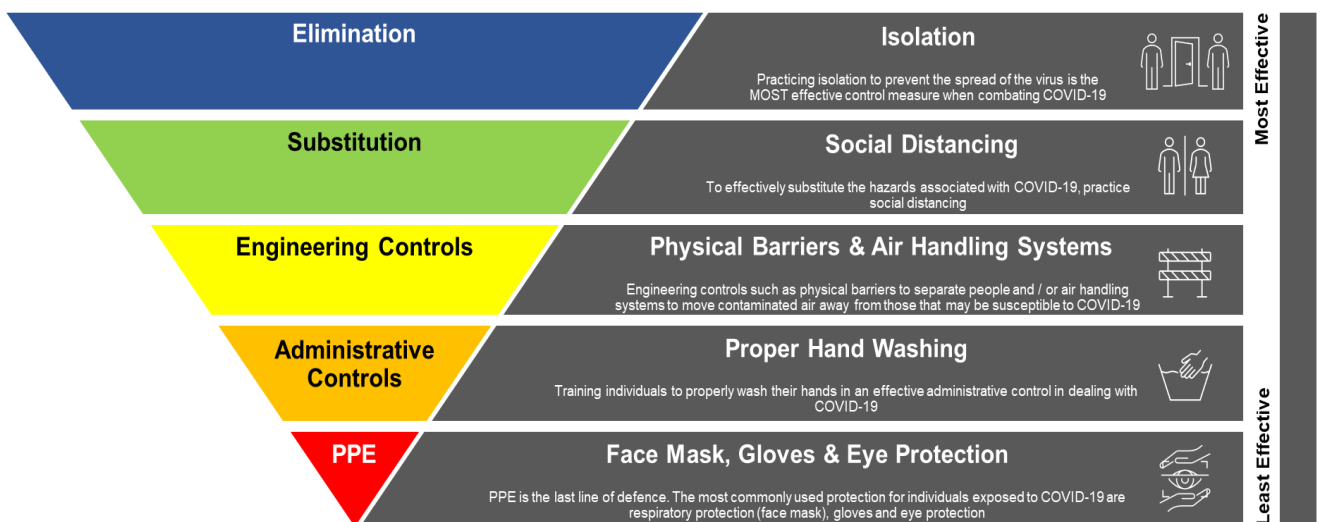 Elimination
Isolation
Practicing isolation to prevent the spread of the virus is the
MOST effective control measure when combating COVID-19
Most Effective
Substitution
Social Distancing
To effectively substitute the hazards associated with COVID-19, practice
social distancing
Engineering Controls
Physical Barriers & Air Handling Systems
Engineering controls such as physical barriers to separate people and / or air handling
systems to move contaminated air away from those that may be susceptible to COVID-19
Administrative
Controls
Proper Hand Washing
Training individuals to properly wash their hands in an effective administrative control in dealing with
COVID-19
PPE
Face Mask, Gloves & Eye Protection
PPE is the last line of defence. The most commonly used protection for individuals exposed to COVID-19 are
respiratory protection (face mask), gloves and eye protection
Least Effective